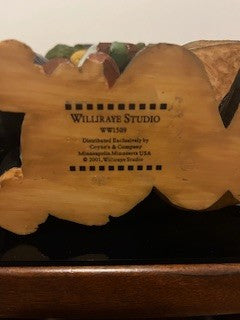 WILLIRAYE STUDIO
WW1509
Distributed Exclusively by
Coyne's & Company
Minneapolis, Minnesota USA
© 2001, Williraye Studio